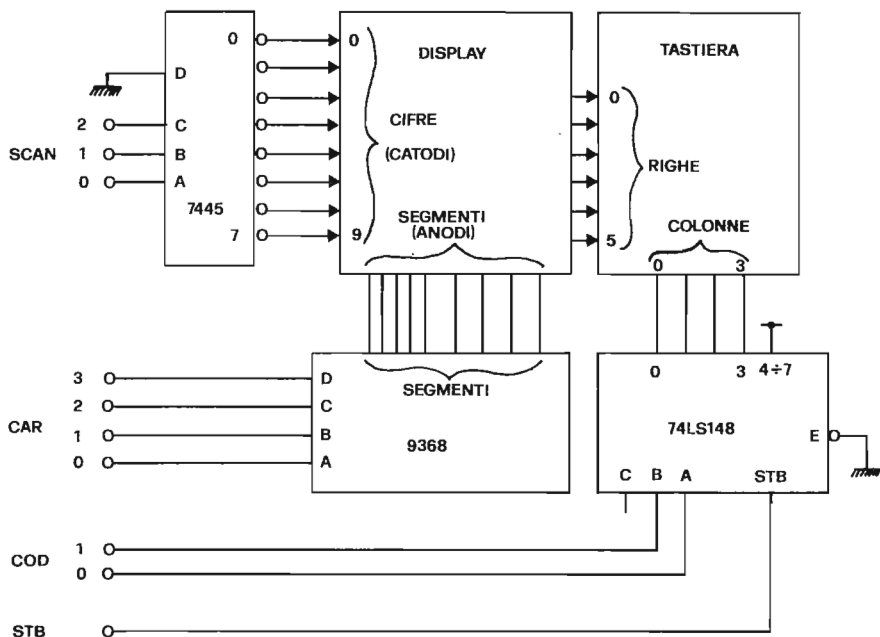 0
D
SCAN
2
C
1
B
0
A
7445
7
0
DISPLAY
CIFRE
(CATODI)
SEGMENTI
(ANODI)
9
TASTIERA
0
RIGHE
5
COLONNE
0
3
SEGMENTI
9368
CAR
3
D
2
C
1
B
0
A
0
3
4÷7
74LS148
E
C
B
A
STB
COD
1
0
STB